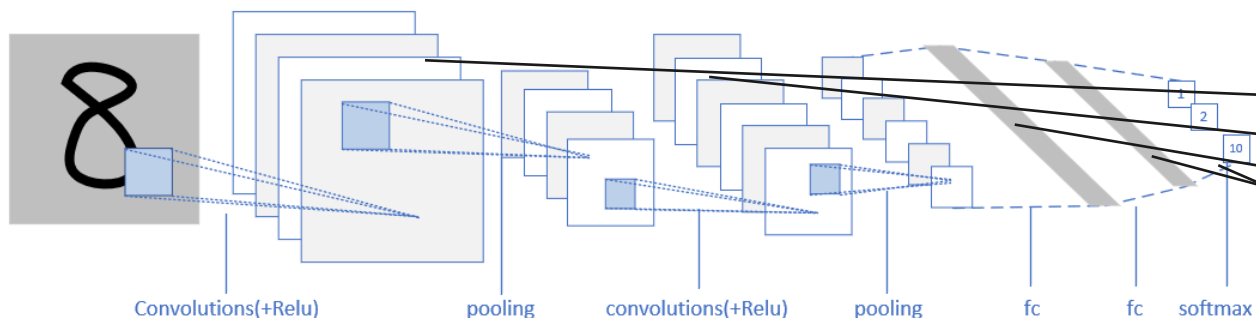 8
1
2
10
Convolutions(+Relu)
pooling
convolutions(+Relu)
pooling
fc
fc
softmax